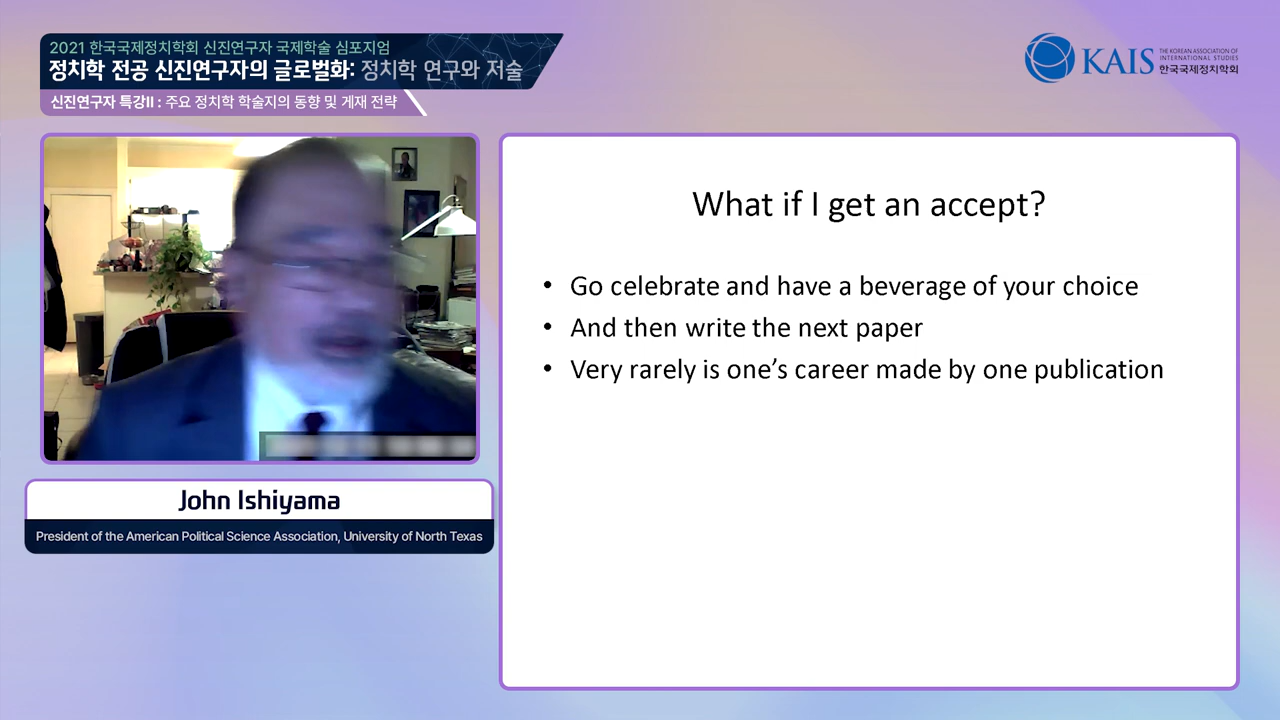 2021 한국국제정치학회 신진연구자 국제학술 심포지엄
정치학 전공 신진연구자의 글로벌화: 정치학 연구와 저술
신진연구자 특강II : 주요 정치학 학술지의 동향 및 게재 전략
KAIS
THE KOREAN ASSOCIATION OF
INTERNATIONAL STUDIES
한국국제정치학회
What if I get an accept?
• Go celebrate and have a beverage of your choice
• And then write the next paper
• Very rarely is one’s career made by one publication
John Ishiyama
President of the American Political Science Association, University of North Texas